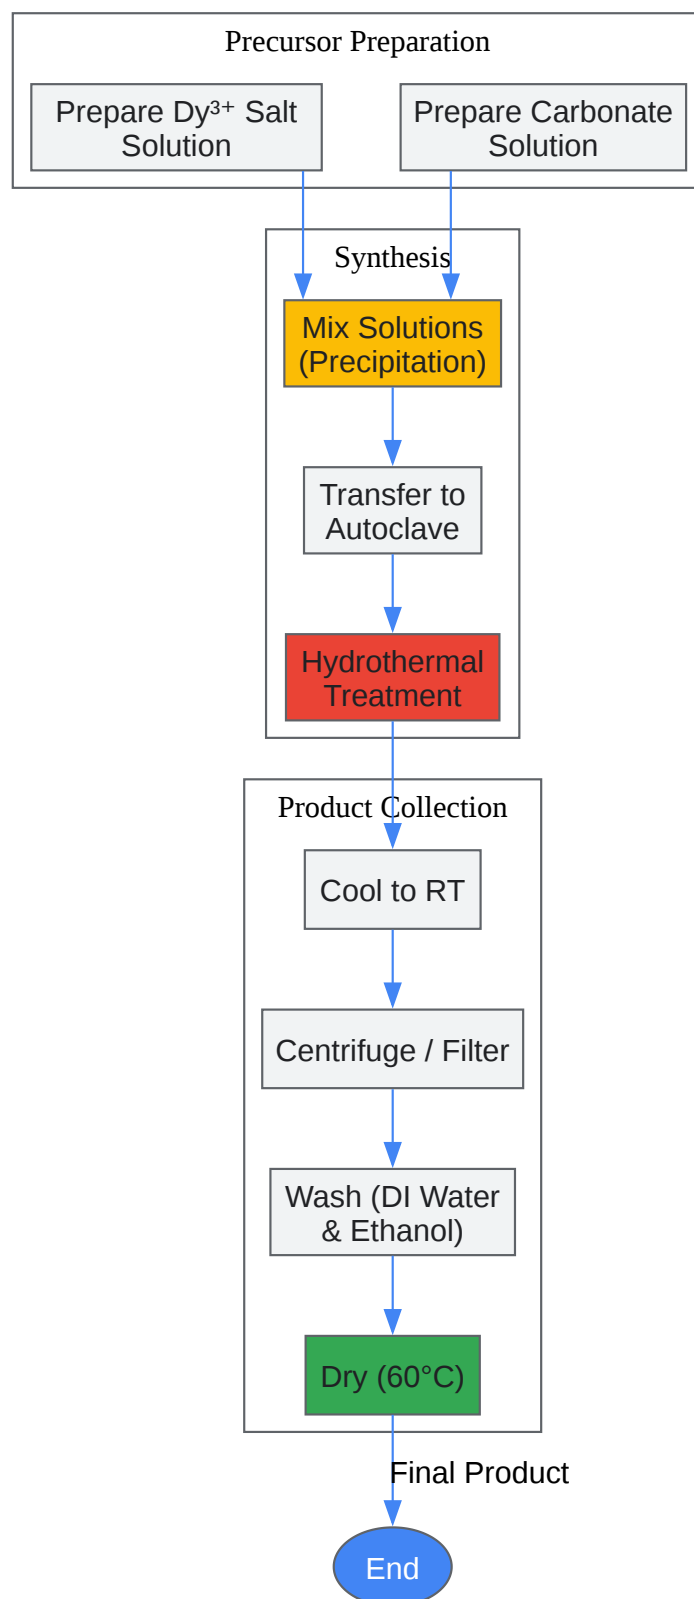 Precursor Preparation
Prepare Dy³⁺ Salt
Solution
Prepare Carbonate
Solution
Synthesis
Mix Solutions
(Precipitation)
Transfer to
Autoclave
Hydrothermal
Treatment
Product Collection
Cool to RT
Centrifuge / Filter
Wash (DI Water
& Ethanol)
Dry (60°C)
Final Product
End